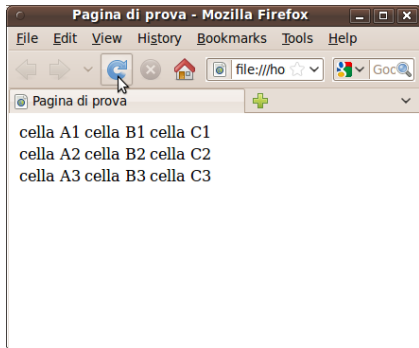 Pagina di prova - Mozilla Firefox
File Edit View History Bookmarks Tools Help
file:///ho Goo
Pagina di prova
cella A1 cella B1 cella C1
cella A2 cella B2 cella C2
cella A3 cella B3 cella C3